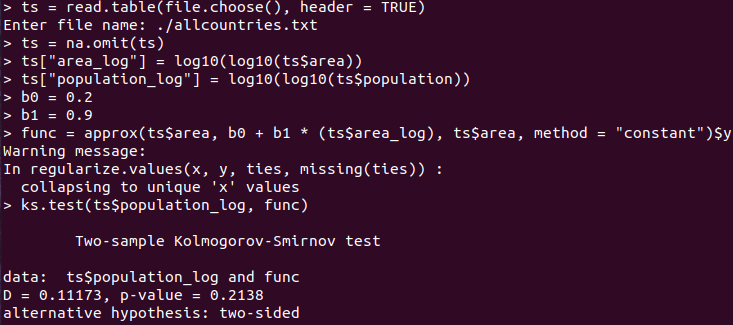 > ts = read.table(file.choose(), header = TRUE)
Enter file name: ./allcountries.txt
> ts = na.omit(ts)
> ts["area_log"] = log10(log10(ts$area))
> ts["population_log"] = log10(log10(ts$population))
> b0 = 0.2
> b1 = 0.9
> func = approx(ts$area, b0 + b1 * (ts$area_log), ts$area, method = "constant")$y
Warning message:
In regularize.values(x, y, ties, missing(ties)) :
  collapsing to unique 'x' values
> ks.test(ts$population_log, func)
        Two-sample Kolmogorov-Smirnov test
data:  ts$population_log and func
D = 0.11173, p-value = 0.2138
alternative hypothesis: two-sided